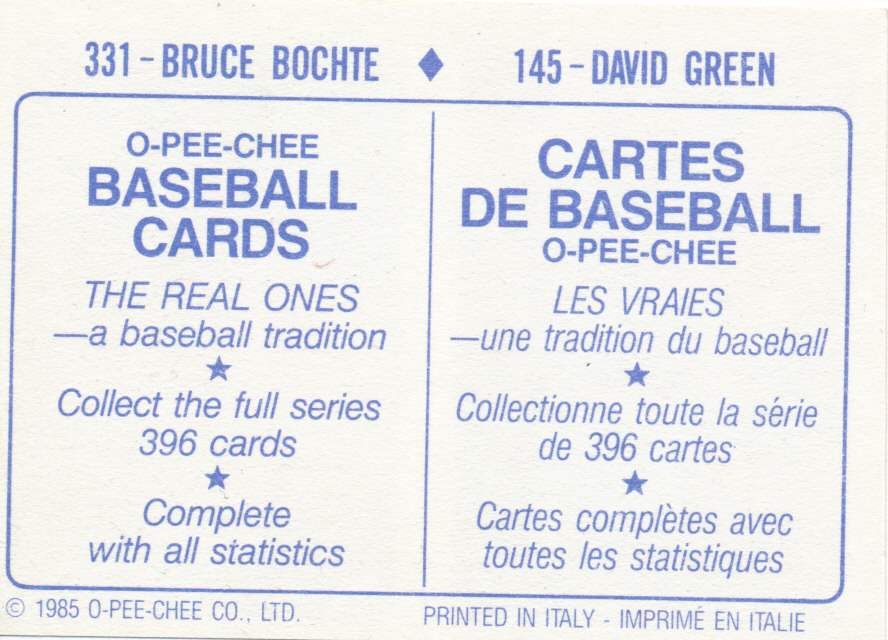 331 - BRUCE BOCHTE ♦ 145 - DAVID GREEN
O-PEE-CHEE
BASEBALL
CARDS
THE REAL ONES
—a baseball tradition
★
Collect the full series
396 cards
★
Complete
with all statistics
CARTES
DE BASEBALL
O-PEE-CHEE
LES VRAIES
—une tradition du baseball
★
Collectionne toute la série
de 396 cartes
★
Cartes complètes avec
toutes les statistiques
© 1985 O-PEE-CHEE CO., LTD.
PRINTED IN ITALY - IMPRIMÉ EN ITALIE